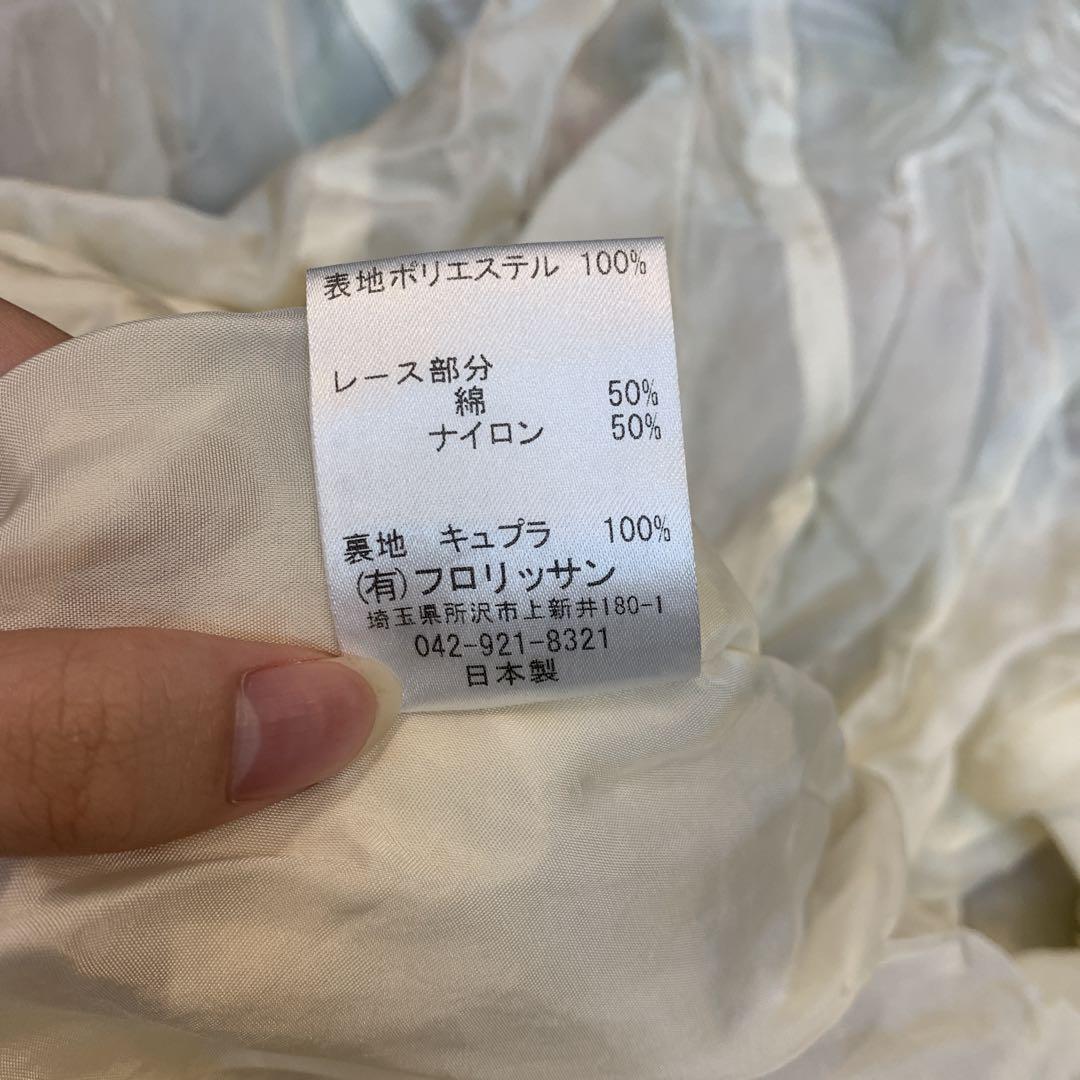 表地ポリエステル 100%
レース部分
綿 50%
ナイロン 50%
裏地 キュプラ 100%
(有)フロリッサン
埼玉県所沢市上新井180-1
042-921-8321
日本製